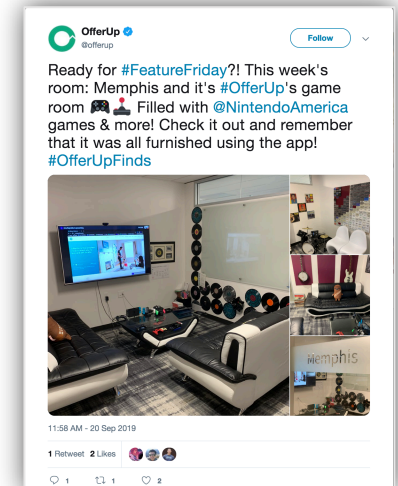 OfferUp
@offerup
Follow
Ready for #FeatureFriday?! This week's
room: Memphis and it's #OfferUp's game
room 🎮🕹️ Filled with @NintendoAmerica
games & more! Check it out and remember
that it was all furnished using the app!
#OfferUpFinds
Memphis
11:58 AM - 20 Sep 2019
1 Retweet 2 Likes
1 1 2